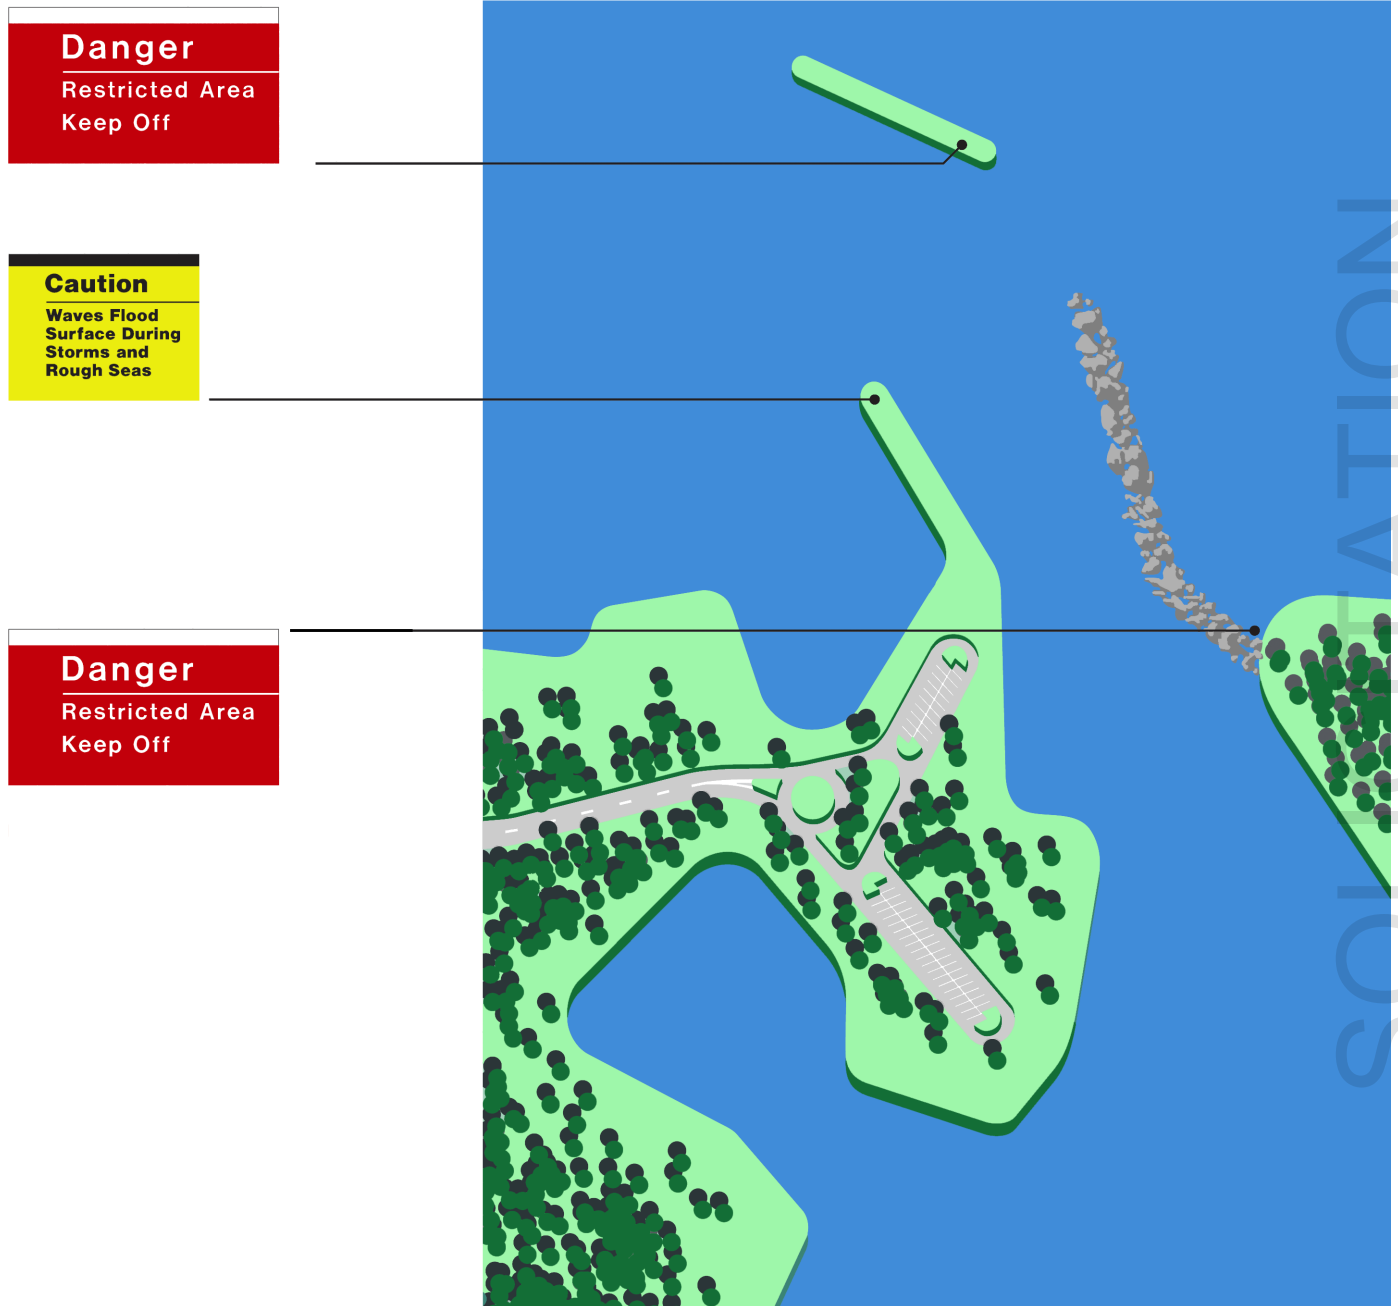 Danger
Restricted Area
Keep Off
Caution
Waves Flood
Surface During
Storms and
Rough Seas
Danger
Restricted Area
Keep Off